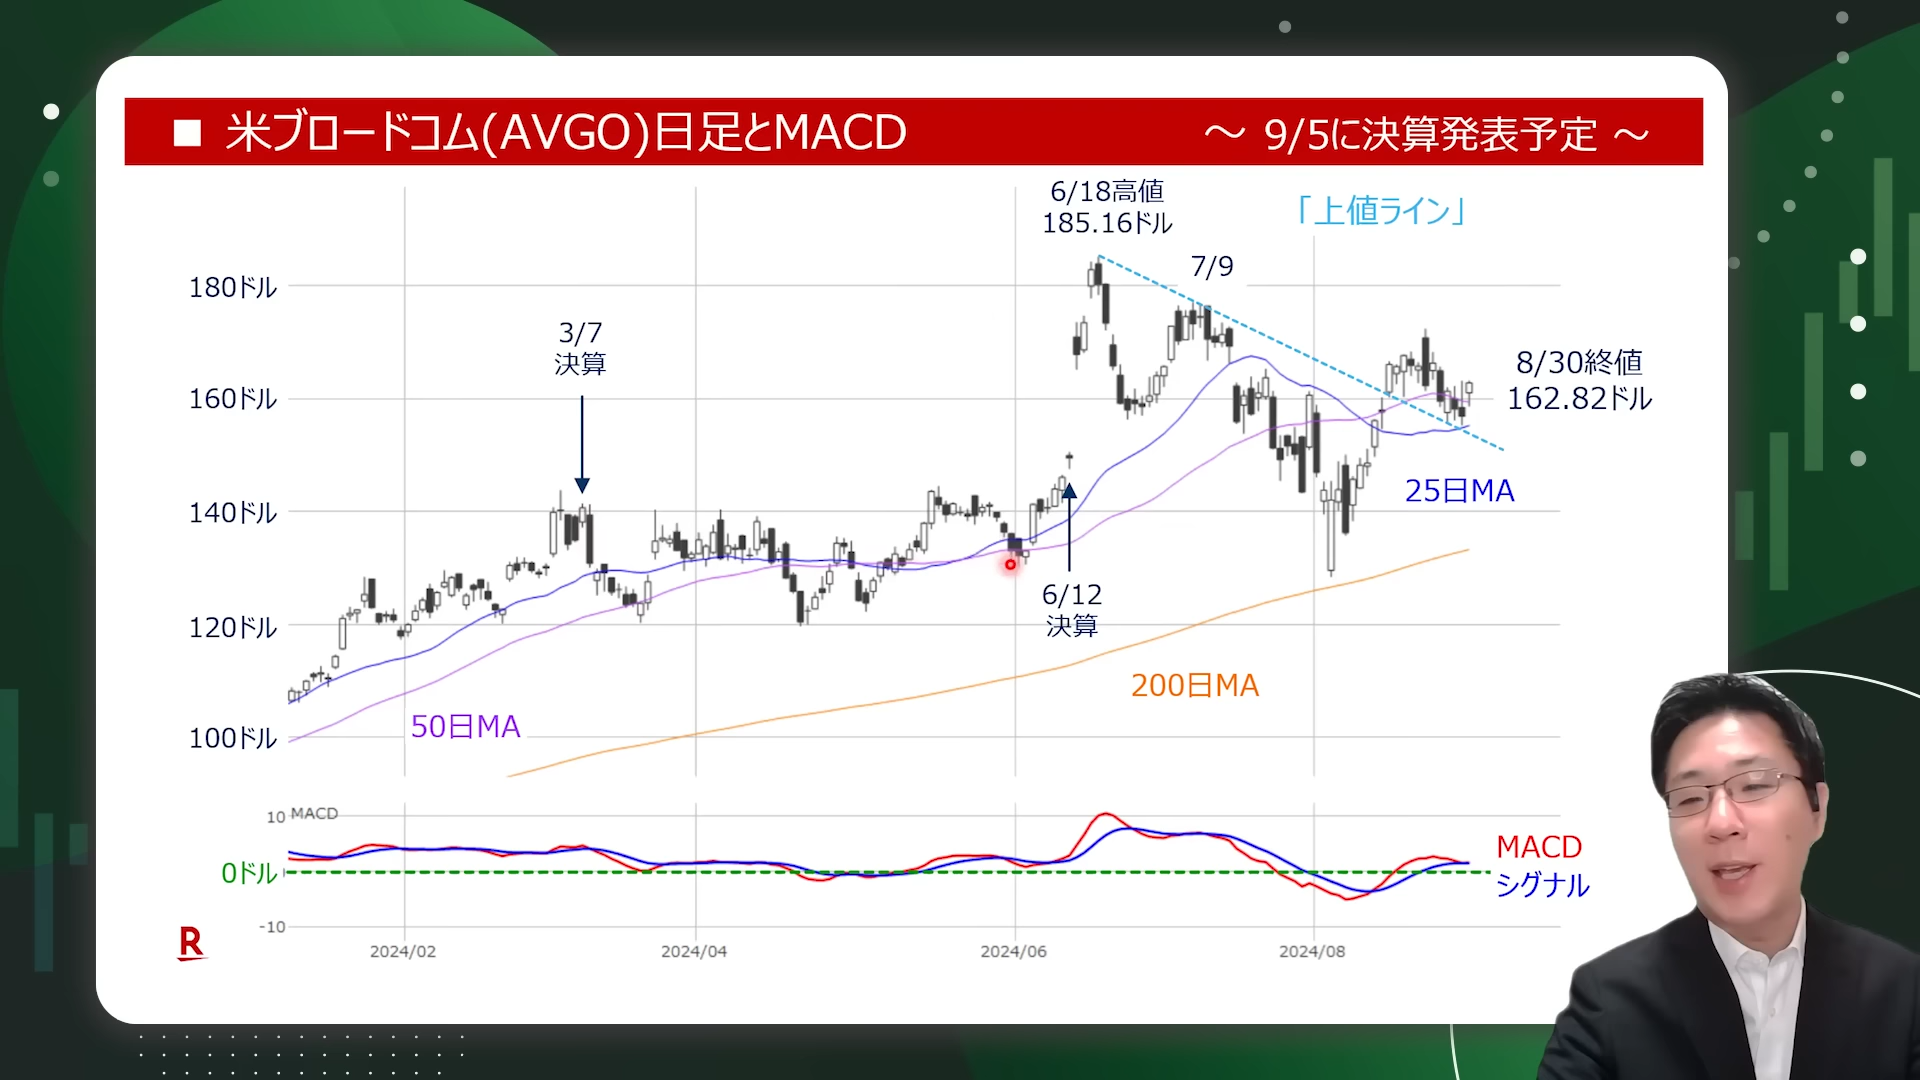 ■ 米ブロードコム(AVGO)日足とMACD
～ 9/5に決算発表予定 ～
6/18高値
185.16ドル
「上値ライン」
7/9
180ドル
3/7
決算
8/30終値
162.82ドル
160ドル
25日MA
140ドル
6/12
決算
120ドル
200日MA
50日MA
100ドル
10
MACD
MACD
0ドル
シグナル
-10
R
2024/02
2024/04
2024/06
2024/08